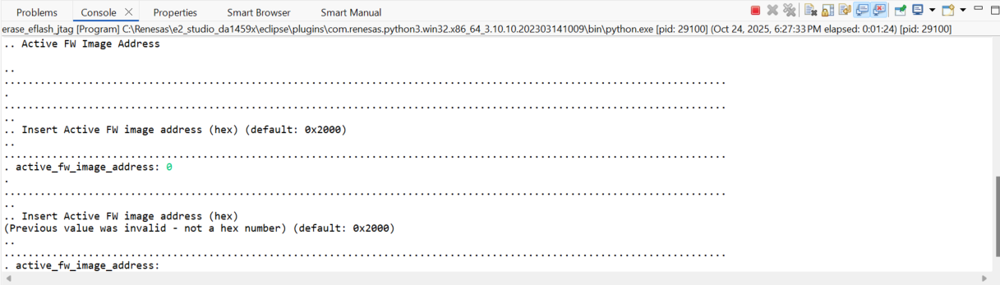 Problems Console Properties Smart Browser Smart Manual
erase_eflash_jtag [Program] C:\Renesas\e2_studio_da1459x\eclipse\plugins\com.renesas.python3.win32.x86_64_3.10.10.202303141009\bin\python.exe [pid: 29100] (Oct 24, 2025, 6:27:33 PM elapsed: 0:01:24) [pid: 29100]
.. Active FW Image Address
..
........................................................................................................................
.
........................................................................................................................
..
.. Insert Active FW image address (hex) (default: 0x2000)
..
........................................................................................................................
. active_fw_image_address: 0
.
........................................................................................................................
..
.. Insert Active FW image address (hex)
(Previous value was invalid - not a hex number) (default: 0x2000)
..
........................................................................................................................
. active_fw_image_address: